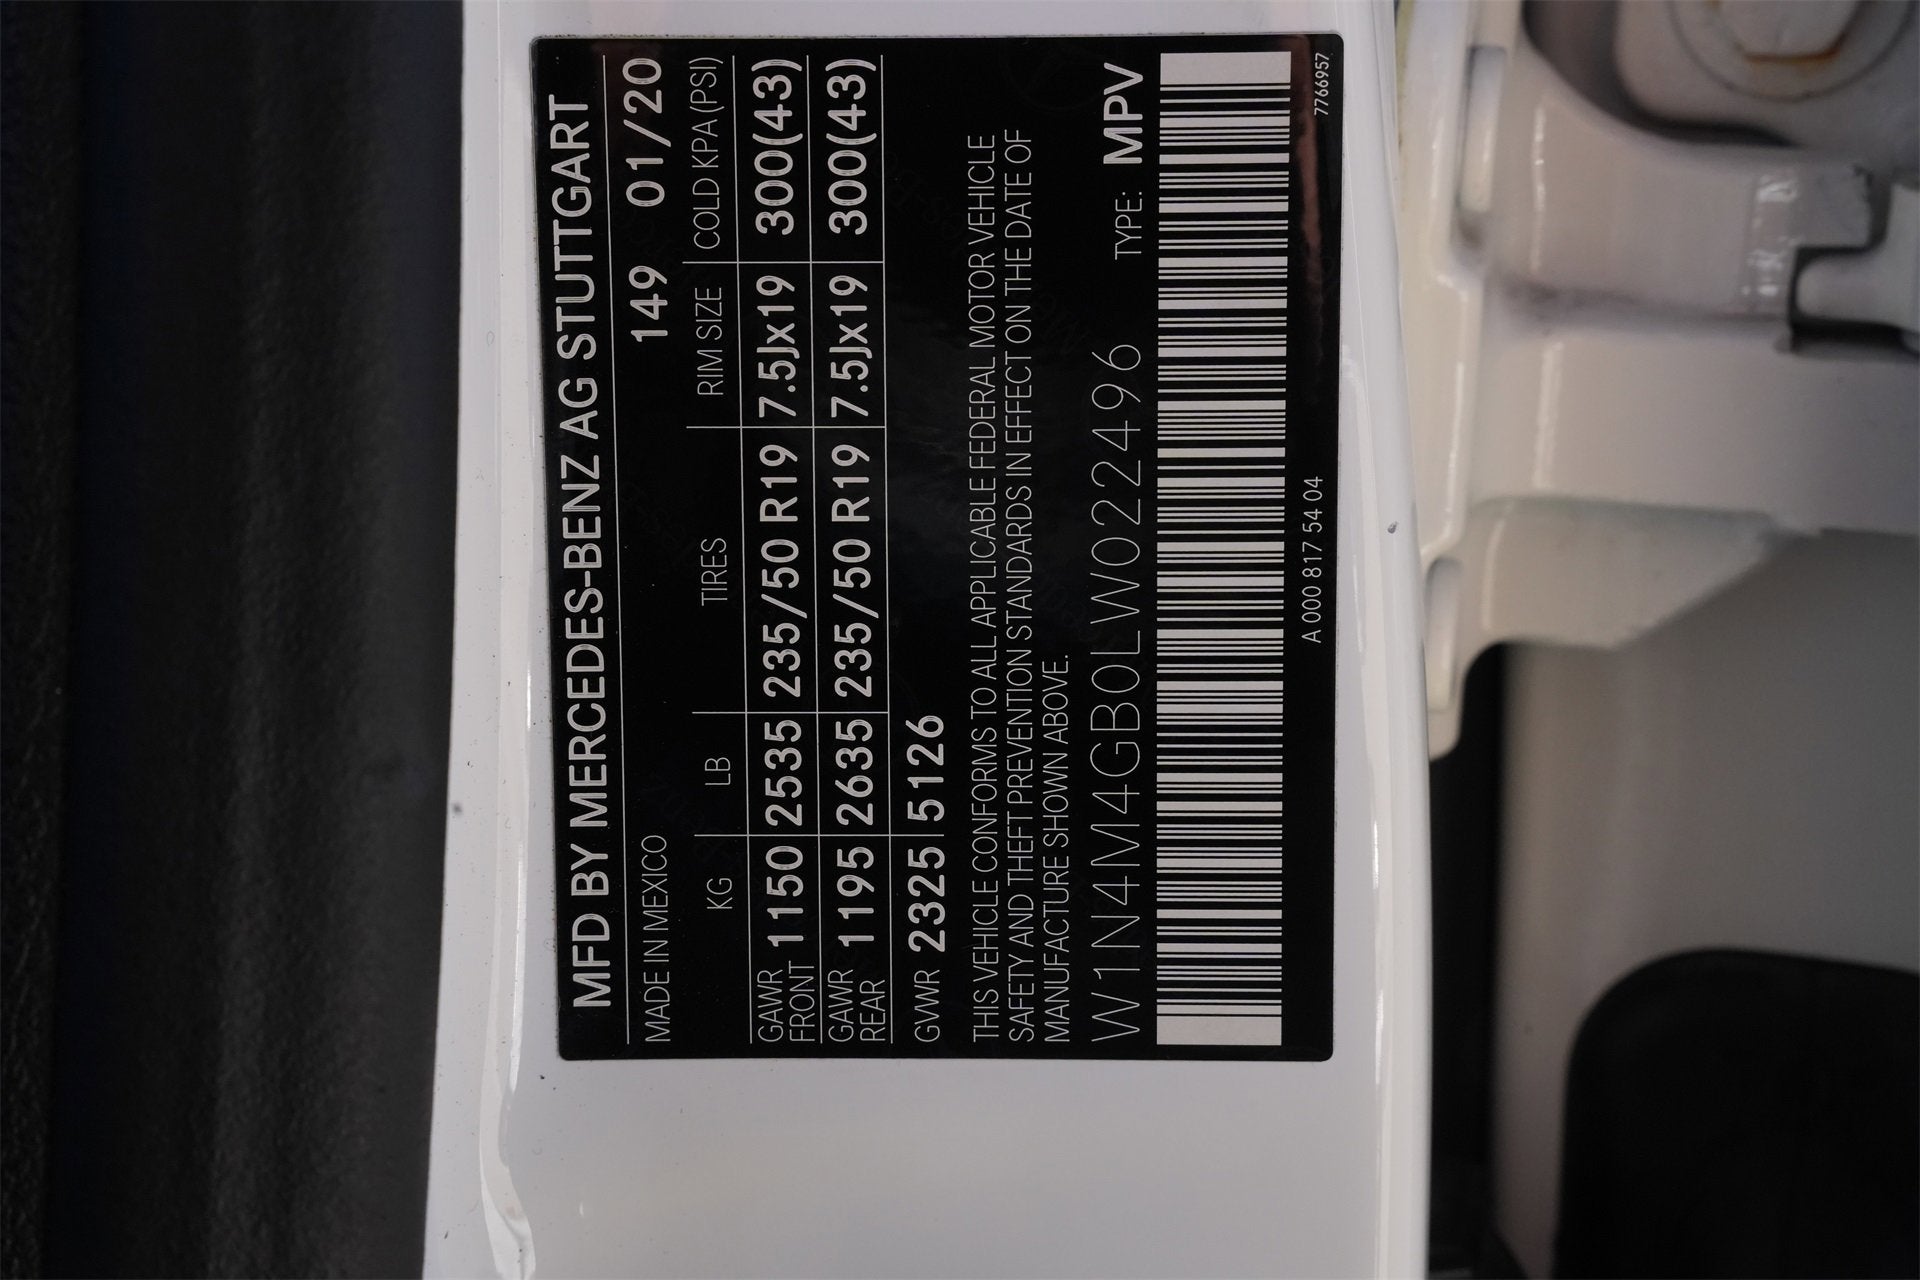 MFD BY MERCEDES-BENZ AG STUTTGART
MADE IN MEXICO 149 01/20
KG LB TIRES RIM SIZE COLD KPA (PSI)
GAWR FRONT 1150 2535 235/50 R19 7.5Jx19 300(43)
GAWR REAR 1195 2635 235/50 R19 7.5Jx19 300(43)
GVWR 2325 5126
THIS VEHICLE CONFORMS TO ALL APPLICABLE FEDERAL MOTOR VEHICLE
SAFETY AND THEFT PREVENTION STANDARDS IN EFFECT ON THE DATE OF
MANUFACTURE SHOWN ABOVE.
W1N4M4GB0LW022496 TYPE: MPV
A 000 817 54 04 7766957